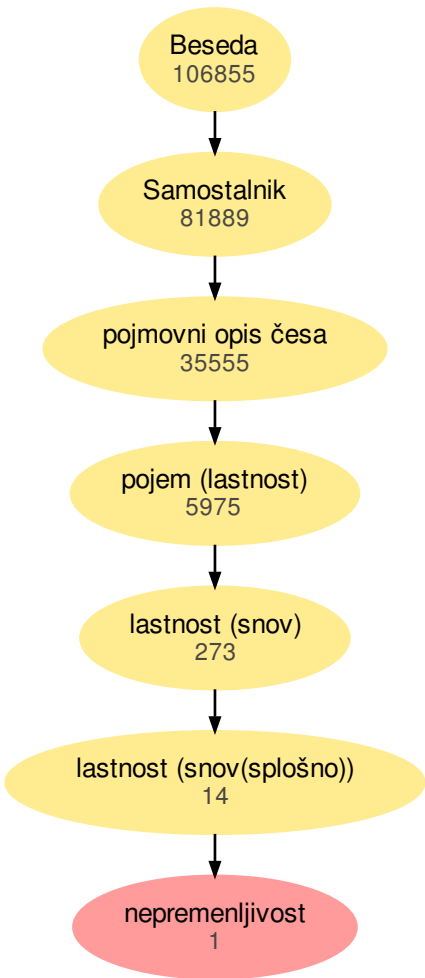 Beseda
106855
Samostalnik
81889
pojmovni opis česa
35555
pojem (lastnost)
5975
lastnost (snov)
273
lastnost (snov(splošno))
14
nepremenljivost
1